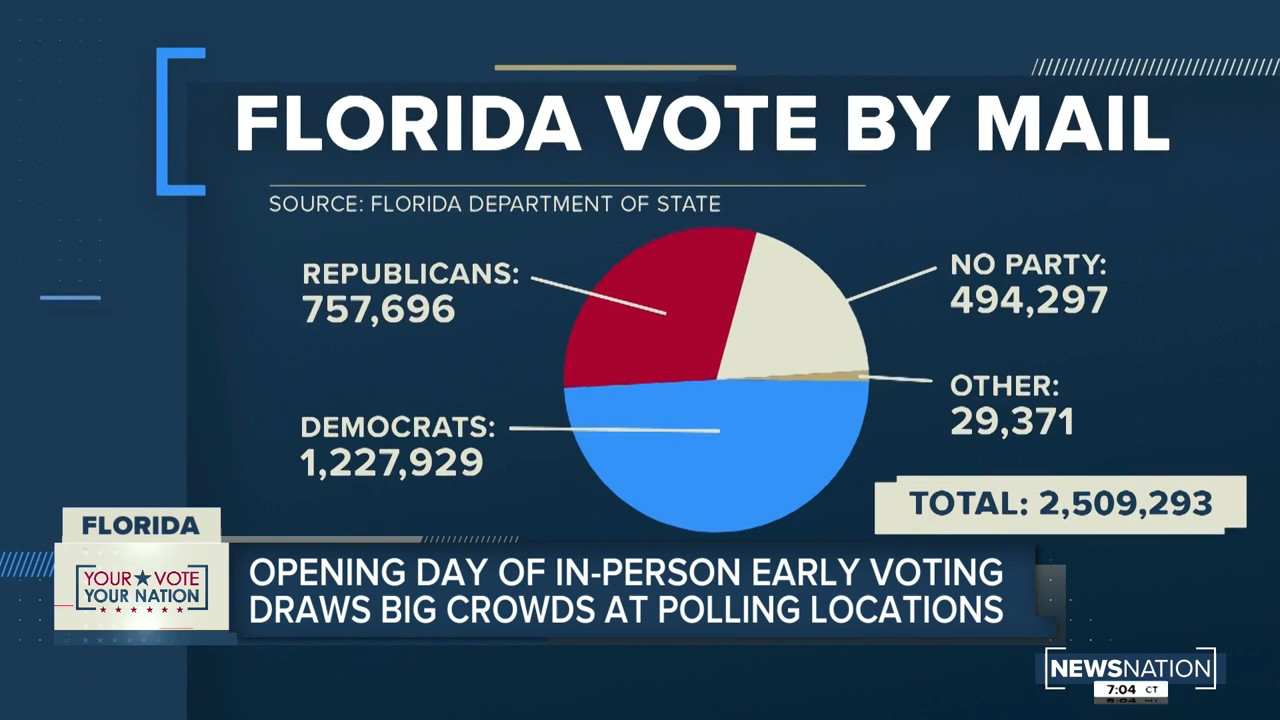 FLORIDA VOTE BY MAIL
SOURCE: FLORIDA DEPARTMENT OF STATE
REPUBLICANS:
757,696
NO PARTY:
494,297
OTHER:
29,371
DEMOCRATS:
1,227,929
TOTAL: 2,509,293
FLORIDA
YOUR★VOTE
YOUR NATION
OPENING DAY OF IN-PERSON EARLY VOTING
DRAWS BIG CROWDS AT POLLING LOCATIONS
NEWSNATION
7:04 CT